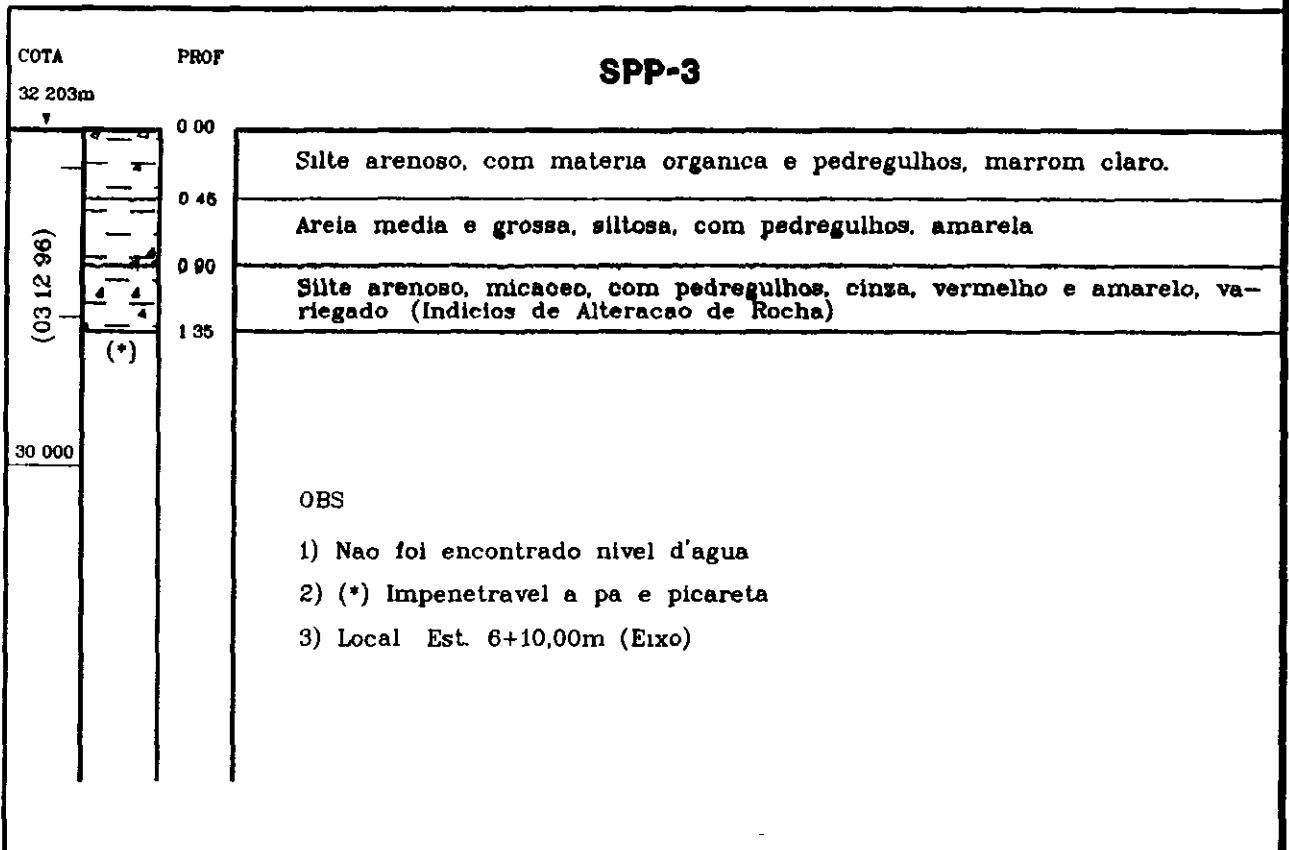 COTA
PROF
SPP-3
32 203m
0 00
Silte arenoso, com materia organica e pedregulhos, marrom claro.
0 45
Areia media e grossa, siltosa, com pedregulhos, amarela
(03 12 96)
0 90
Silte arenoso, micaceo, com pedregulhos, cinza, vermelho e amarelo, va-
riegado (Indicios de Alteracao de Rocha)
1 35
(*)
30 000
OBS
1) Nao foi encontrado nivel d'agua
2) (*) Impenetravel a pa e picareta
3) Local Est. 6+10,00m (Eixo)